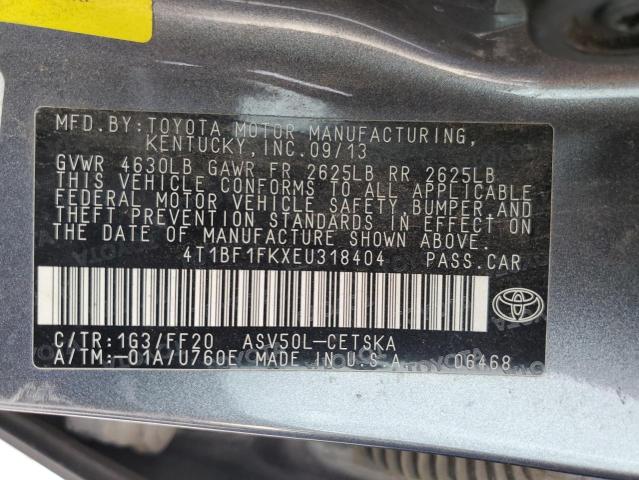 MFD.BY:TOYOTA MOTOR MANUFACTURING,
KENTUCKY, INC.09/13
GVWR 4630LB GAWR FR 2625LB RR 2625LB
THIS VEHICLE CONFORMS TO ALL APPLICABLE
FEDERAL MOTOR VEHICLE SAFETY, BUMPER,AND
THEFT PREVENTION STANDARDS IN EFFECT ON
THE DATE OF MANUFACTURE SHOWN ABOVE.
4T1BF1FKXEU318404 PASS.CAR
C/TR:1G3/FF20 ASV50L-CETSKA
A/TM:-01A/U760E MADE IN U.S.A. 06468